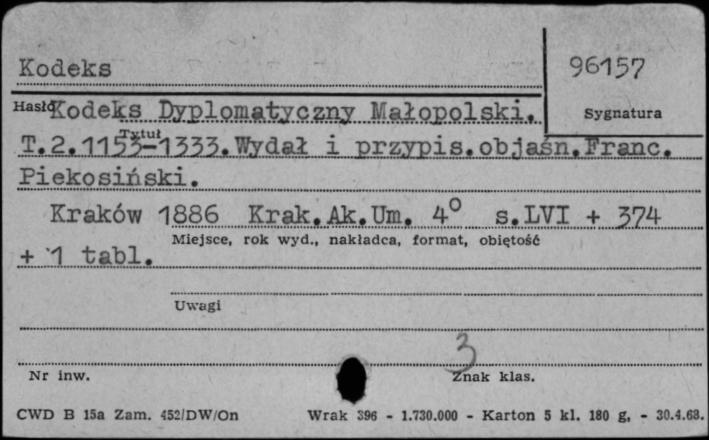 Kodeks
96157
Hasło
Sygnatura
Kodeks Dyplomatyczny Małopolski.
Tytuł
T.2.1153-1333.Wydał i przypis.objaśn.Franc.
Piekosiński.
Kraków 1886 Krak.Ak.Um. 4° s.LVI + 374
Miejsce, rok wyd., nakładca, format, obiętość
+ 1 tabl.
Uwagi
3
Nr inw.
Znak klas.
CWD B 15a Zam. 452/DW/On Wrak 396 - 1.730.000 - Karton 5 kl. 180 g. - 30.4.68.